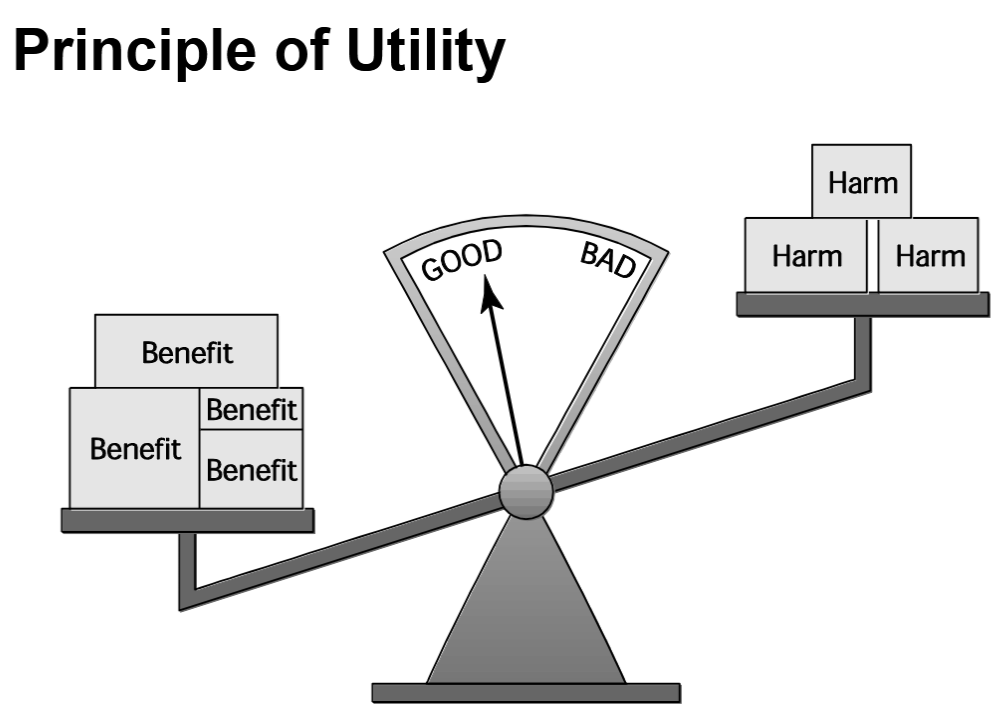 Principle of Utility
Harm
GOOD
BAD
Harm
Harm
Benefit
Benefit
Benefit
Benefit